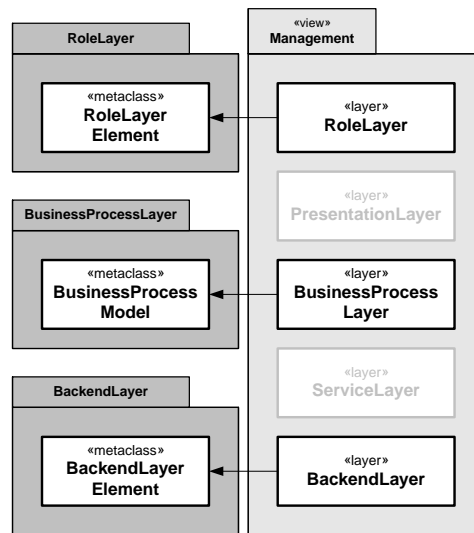 RoleLayer
«metaclass»
RoleLayer
Element
BusinessProcessLayer
«metaclass»
BusinessProcess
Model
BackendLayer
«metaclass»
BackendLayer
Element
«view»
Management
«layer»
RoleLayer
«layer»
PresentationLayer
«layer»
BusinessProcess
Layer
«layer»
ServiceLayer
«layer»
BackendLayer